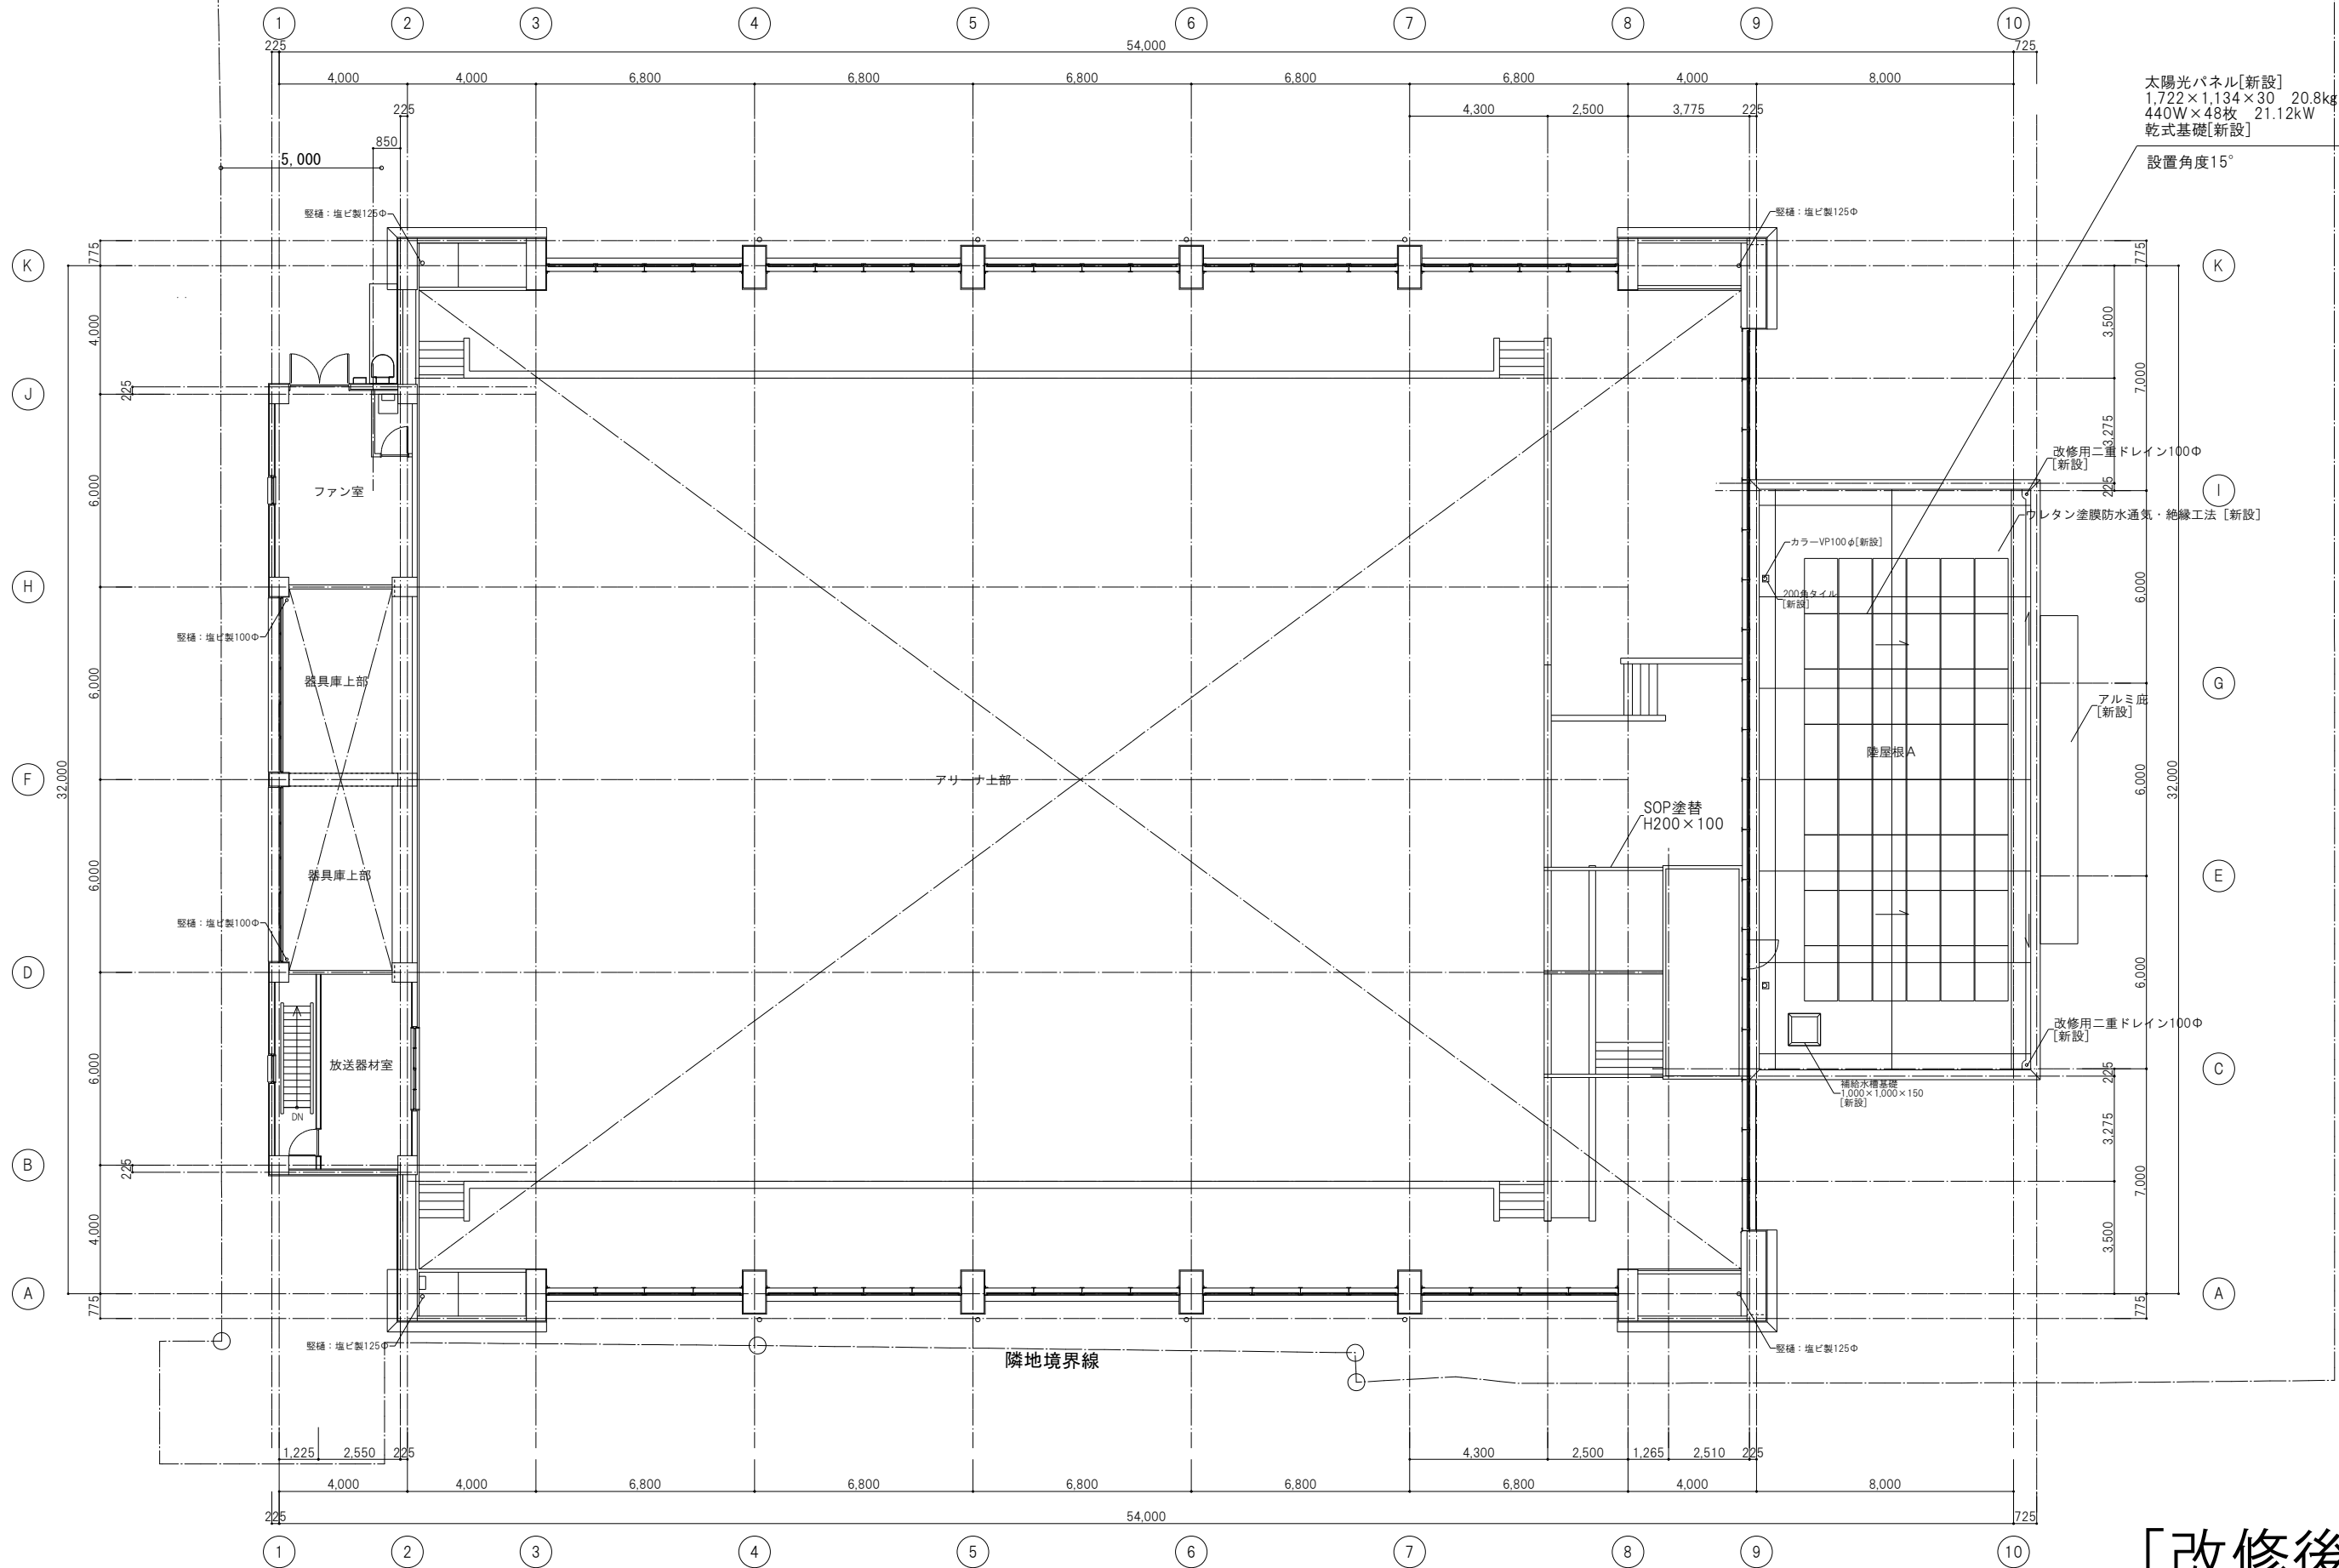 1 2 3 4 5 6 7 8 9 10
225 54,000 725
4,000 4,000 6,800 6,800 6,800 6,800 6,800 4,000 8,000
225 4,300 2,500 3,775 225
850
5,000
太陽光パネル[新設]
1,722×1,134×30 20.8kg
440W×48枚 21.12kW
乾式基礎[新設]
設置角度15°
竪樋：塩ビ製125Φ
竪樋：塩ビ製125Φ
775
K
K
775
4,000
3,500
7,000
J
225
3,275
改修用二重ドレイン100Φ
[新設]
225
I
6,000
ファン室
ウレタン塗膜防水通気・絶縁工法 [新設]
カラーVP100φ[新設]
200角タイル
[新設]
H
6,000
竪樋：塩ビ製100Φ
6,000
器具庫上部
G
アルミ庇
[新設]
陸屋根A
F
32,000
アリーナ上部
6,000
32,000
SOP塗替
H200×100
6,000
器具庫上部
E
竪樋：塩ビ製100Φ
D
6,000
改修用二重ドレイン100Φ
[新設]
6,000
放送器材室
DN
C
225
補給水槽基礎
1,000×1,000×150
[新設]
3,275
B
225
7,000
4,000
3,500
A
A
775
775
竪樋：塩ビ製125Φ
竪樋：塩ビ製125Φ
隣地境界線
1,225 2,550 225 4,300 2,500 1,265 2,510 225
4,000 4,000 6,800 6,800 6,800 6,800 6,800 4,000 8,000
225 54,000 725
1 2 3 4 5 6 7 8 9 10
「改修後